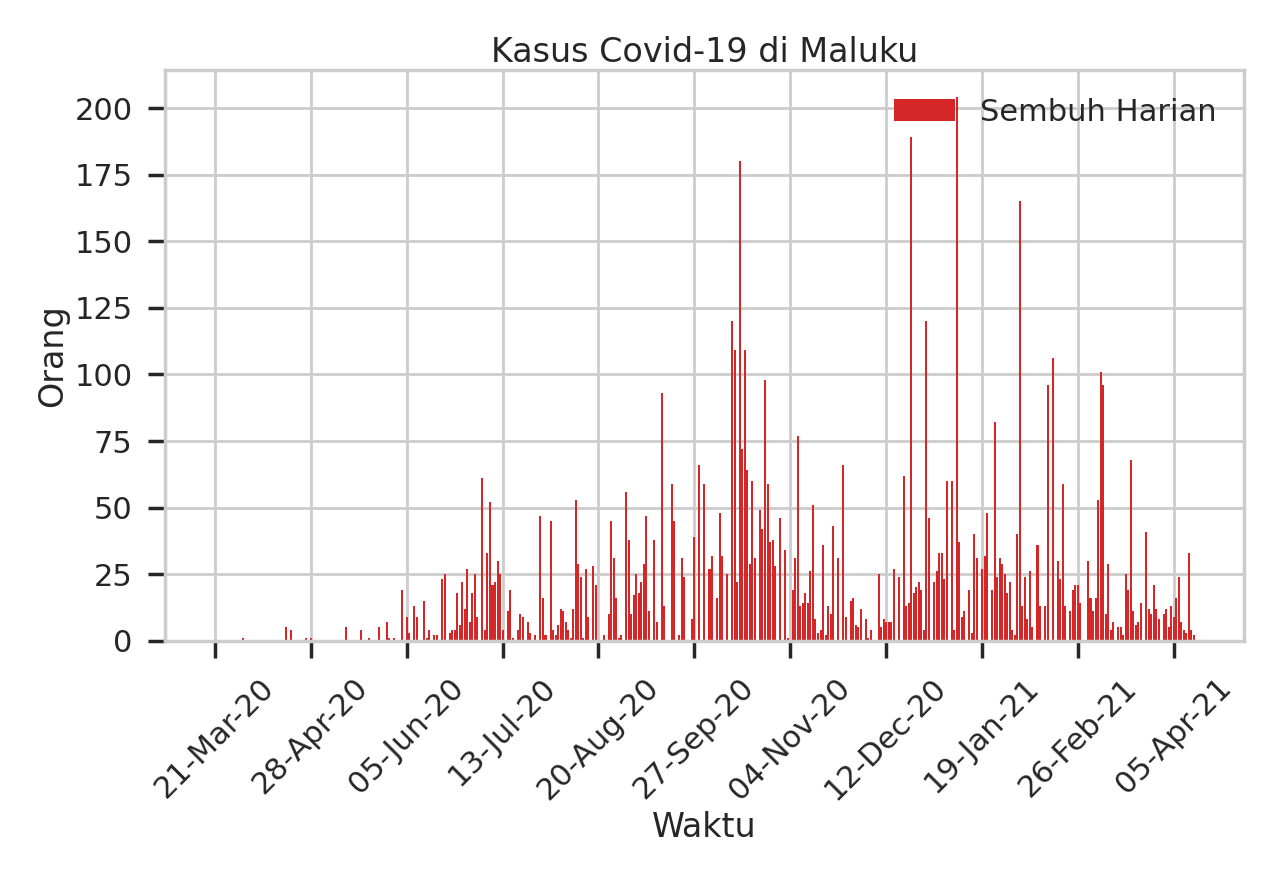 Kasus Covid-19 di Maluku
Sembuh Harian
200
175
150
125
100
75
50
25
0
Orang
21-Mar-20
28-Apr-20
05-Jun-20
13-Jul-20
20-Aug-20
27-Sep-20
04-Nov-20
12-Dec-20
19-Jan-21
26-Feb-21
05-Apr-21
Waktu